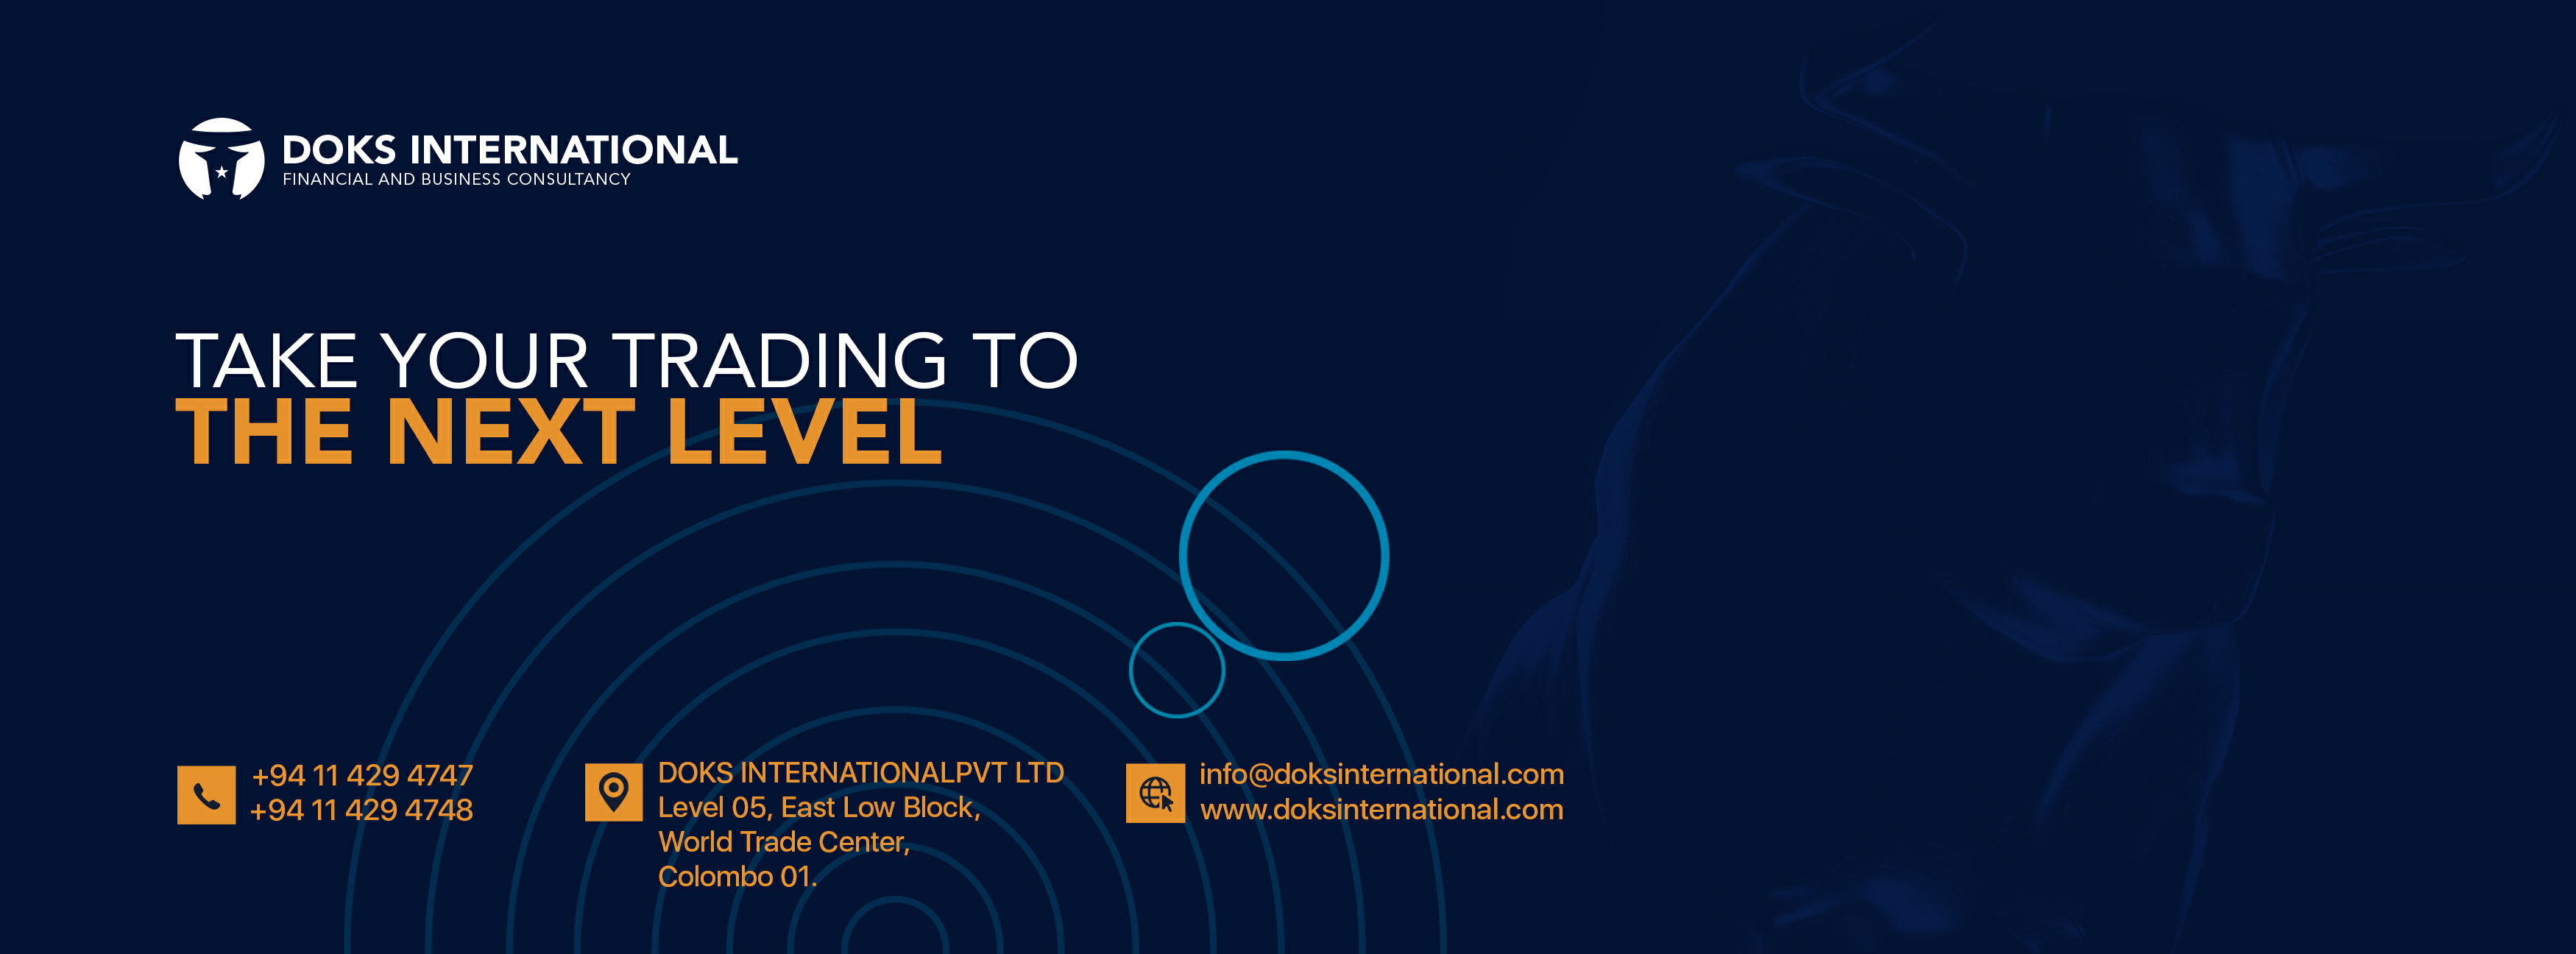 DOKS INTERNATIONAL
FINANCIAL AND BUSINESS CONSULTANCY
TAKE YOUR TRADING TO
THE NEXT LEVEL
+94 11 429 4747
+94 11 429 4748
DOKS INTERNATIONALPVT LTD
Level 05, East Low Block,
World Trade Center,
Colombo 01.
info@doksinternational.com
www.doksinternational.com